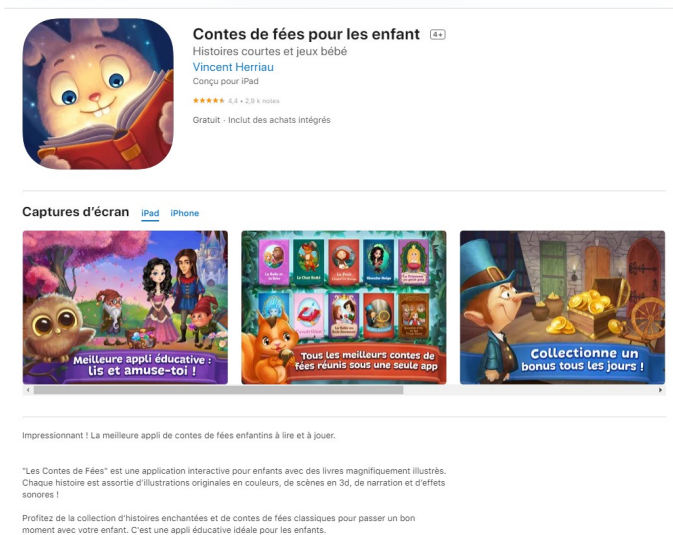 Contes de fées pour les enfant 4+
Histoires courtes et jeux bébé
Vincent Herriau
Conçu pour iPad
★★★★★ 4,4 • 2,9 k notes
Gratuit · Inclut des achats intégrés
Captures d'écran iPad iPhone
Meilleure appli éducative :
lis et amuse-toi !
Le Chat Botté
Blanche-Neige
Tous les meilleurs contes de
fées réunis sous une seule app
Collectionne un
bonus tous les jours !
Impressionnant ! La meilleure appli de contes de fées enfantins à lire et à jouer.
"Les Contes de Fées" est une application interactive pour enfants avec des livres magnifiquement illustrès.
Chaque histoire est assortie d'illustrations originales en couleurs, de scènes en 3d, de narration et d'effets
sonores !
Profitez de la collection d'histoires enchantées et de contes de fées classiques pour passer un bon
moment avec votre enfant. C'est une appli éducative idéale pour les enfants.